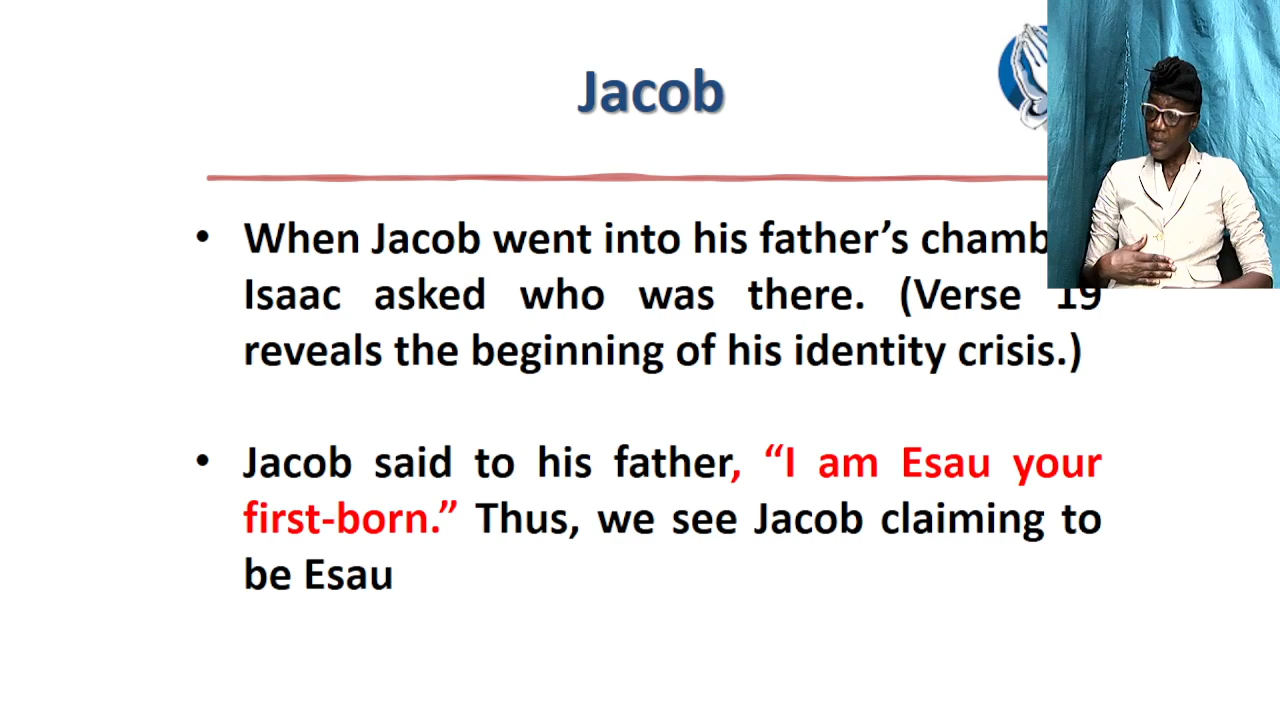 Jacob
• When Jacob went into his father’s
Isaac asked who was there. (Verse 19
reveals the beginning of his identity crisis.)
• Jacob said to his father, “I am Esau your
first-born.” Thus, we see Jacob claiming to
be Esau